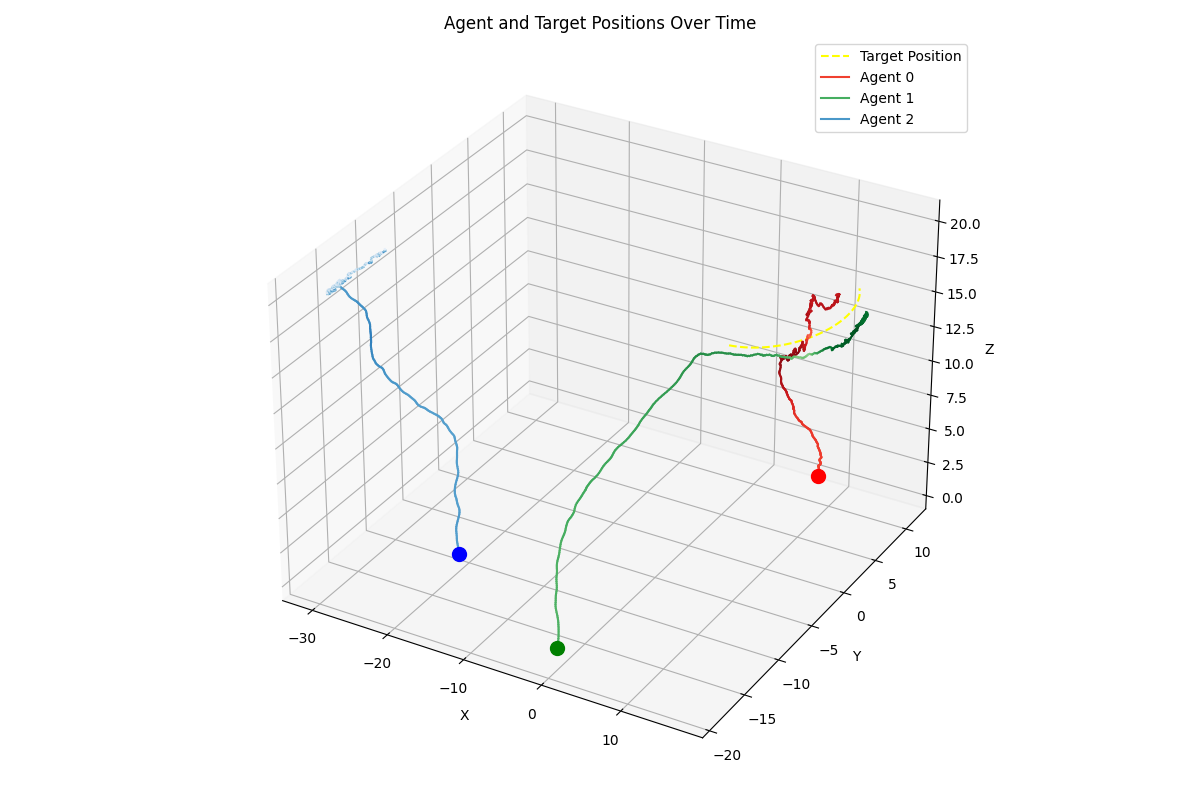 Agent and Target Positions Over Time
Target Position
Agent 0
Agent 1
Agent 2
20.0
17.5
15.0
12.5
10.0
7.5
5.0
2.5
0.0
Z
10
5
0
−5
−10
−15
−20
Y
−30
−20
−10
0
10
X